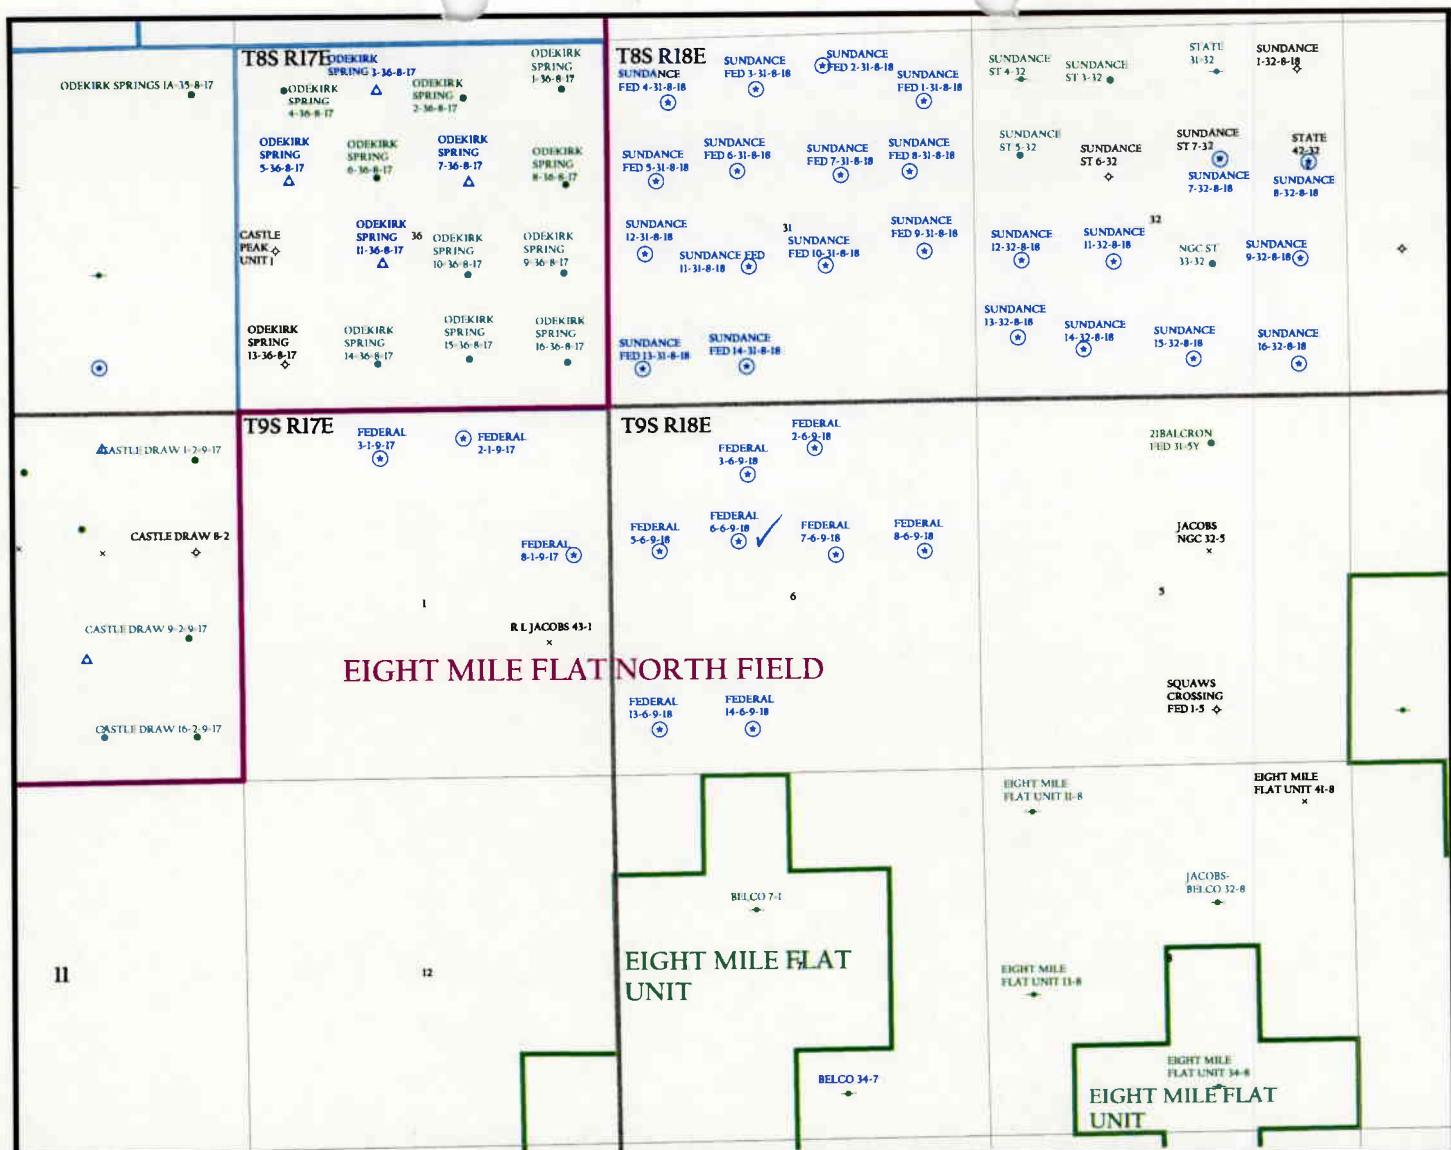 T8S R17E
T8S R18E
ODEKIRK SPRINGS 1A-35-8-17
ODEKIRK
SPRING 3-36-8-17
ODEKIRK
SPRING
4-36-8-17
ODEKIRK
SPRING
2-36-8-17
ODEKIRK
SPRING
1-36-8-17
ODEKIRK
SPRING
5-36-8-17
ODEKIRK
SPRING
6-36-8-17
ODEKIRK
SPRING
7-36-8-17
ODEKIRK
SPRING
8-36-8-17
CASTLE
PEAK
UNIT 1
ODEKIRK
SPRING
11-36-8-17
36
ODEKIRK
SPRING
10-36-8-17
ODEKIRK
SPRING
9-36-8-17
ODEKIRK
SPRING
13-36-8-17
ODEKIRK
SPRING
14-36-8-17
ODEKIRK
SPRING
15-36-8-17
ODEKIRK
SPRING
16-36-8-17
SUNDANCE
FED 4-31-8-18
SUNDANCE
FED 3-31-8-18
SUNDANCE
FED 2-31-8-18
SUNDANCE
FED 1-31-8-18
SUNDANCE
FED 5-31-8-18
SUNDANCE
FED 6-31-8-18
SUNDANCE
FED 7-31-8-18
SUNDANCE
FED 8-31-8-18
SUNDANCE
12-31-8-18
SUNDANCE FED
11-31-8-18
31
SUNDANCE
FED 10-31-8-18
SUNDANCE
FED 9-31-8-18
SUNDANCE
FED 13-31-8-18
SUNDANCE
FED 14-31-8-18
SUNDANCE
ST 4-32
SUNDANCE
ST 3-32
STATE
31-32
SUNDANCE
1-32-8-18
SUNDANCE
ST 5-32
SUNDANCE
ST 6-32
SUNDANCE
ST 7-32
SUNDANCE
7-32-8-18
STATE
42-32
SUNDANCE
8-32-8-18
SUNDANCE
12-32-8-18
SUNDANCE
11-32-8-18
32
NGC ST
33-32
SUNDANCE
9-32-8-18
SUNDANCE
13-32-8-18
SUNDANCE
14-32-8-18
SUNDANCE
15-32-8-18
SUNDANCE
16-32-8-18
T9S R17E
T9S R18E
CASTLE DRAW 1-2-9-17
CASTLE DRAW 8-2
CASTLE DRAW 9-2-9-17
CASTLE DRAW 16-2-9-17
FEDERAL
3-1-9-17
FEDERAL
2-1-9-17
FEDERAL
8-1-9-17
1
R L JACOBS 43-1
FEDERAL
2-6-9-18
FEDERAL
3-6-9-18
FEDERAL
5-6-9-18
FEDERAL
6-6-9-18
FEDERAL
7-6-9-18
FEDERAL
8-6-9-18
6
EIGHT MILE FLAT NORTH FIELD
FEDERAL
13-6-9-18
FEDERAL
14-6-9-18
21BALCRON
FED 31-5Y
JACOBS
NGC 32-5
5
SQUAWS
CROSSING
FED 1-5
EIGHT MILE
FLAT UNIT 11-8
EIGHT MILE
FLAT UNIT 41-8
BELCO 7-1
JACOBS-
BELCO 32-8
11
12
EIGHT MILE FLAT
UNIT
8
EIGHT MILE
FLAT UNIT 13-8
BELCO 34-7
EIGHT MILE
FLAT UNIT 34-8
EIGHT MILE FLAT
UNIT